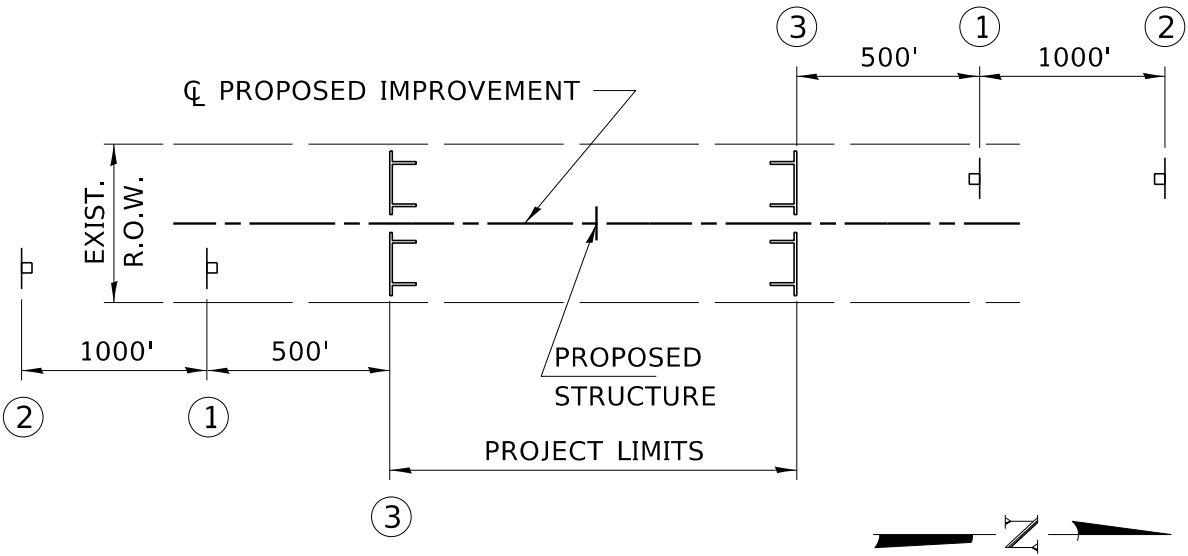 3
1
2
500'
1000'
℄ PROPOSED IMPROVEMENT
EXIST.
R.O.W.
1000'
500'
PROPOSED
STRUCTURE
2
1
PROJECT LIMITS
3
N